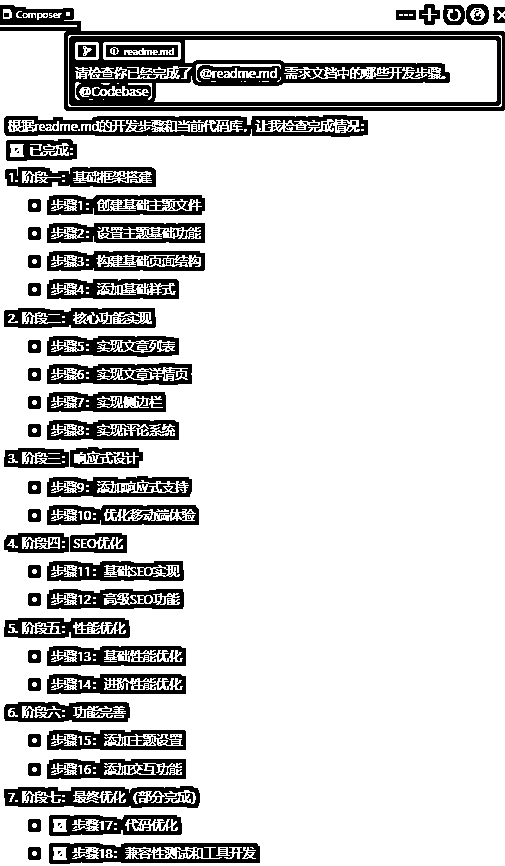 Composer
readme.md
请检查你已经完成了 @readme.md 需求文档中的哪些开发步骤。
@Codebase
根据readme.md的开发步骤和当前代码库，让我检查完成情况：
已完成：
1. 阶段一：基础框架搭建
步骤1：创建基础主题文件
步骤2：设置主题基础功能
步骤3：构建基础页面结构
步骤4：添加基础样式
2. 阶段二：核心功能实现
步骤5：实现文章列表
步骤6：实现文章详情页
步骤7：实现侧边栏
步骤8：实现评论系统
3. 阶段三：响应式设计
步骤9：添加响应式支持
步骤10：优化移动端体验
4. 阶段四：SEO优化
步骤11：基础SEO实现
步骤12：高级SEO功能
5. 阶段五：性能优化
步骤13：基础性能优化
步骤14：进阶性能优化
6. 阶段六：功能完善
步骤15：添加主题设置
步骤16：添加交互功能
7. 阶段七：最终优化（部分完成）
步骤17：代码优化
步骤18：兼容性测试和工具开发